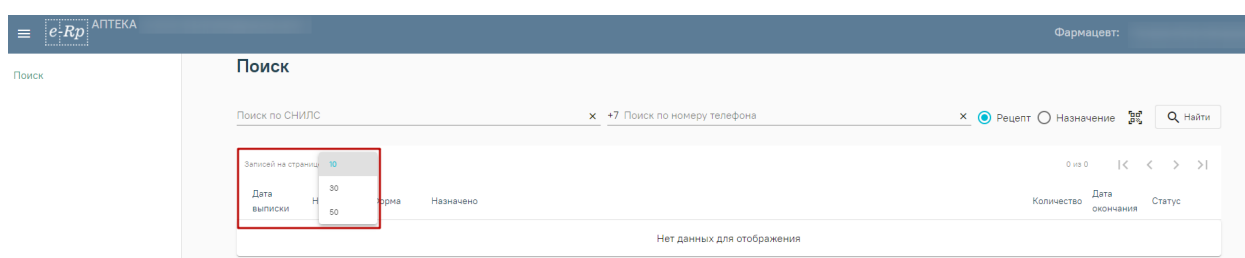 e-Rp АПТЕКА
Фармацевт:
Поиск
Поиск
Поиск по СНИЛС
+7 Поиск по номеру телефона
Рецепт
Назначение
Найти
Записей на страниц
10
30
50
0 из 0
Дата выписки
Назначено
Количество
Дата окончания
Статус
Нет данных для отображения